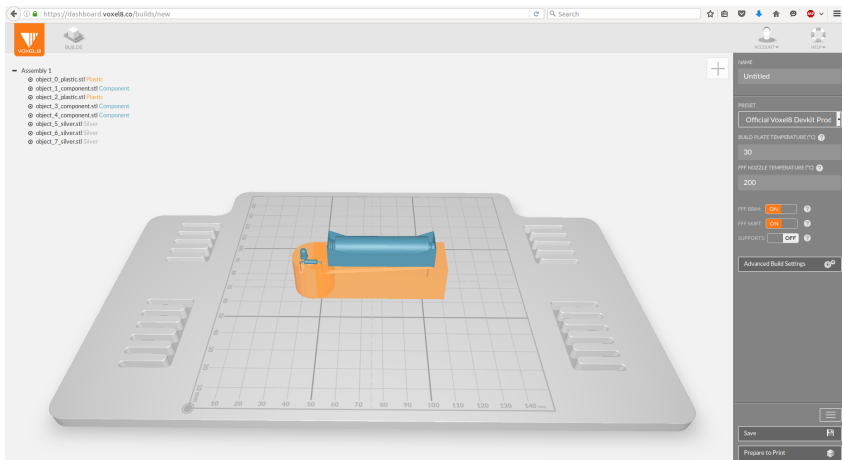 https://dashboard.voxel8.co/builds/new
Search
VOXEL8
BUILDS
ACCOUNT
HELP
Assembly 1
object_0_plastic.stl Plastic
object_1_component.stl Component
object_2_plastic.stl Plastic
object_3_component.stl Component
object_4_component.stl Component
object_5_silver.stl Silver
object_6_silver.stl Silver
object_7_silver.stl Silver
NAME
Untitled
PRESET
Official Voxel8 Devkit Proc
BUILD PLATE TEMPERATURE (°C) ?
30
FFF NOZZLE TEMPERATURE (°C) ?
200
FFF BRIM: ON ?
FFF SKIRT: ON ?
SUPPORTS: OFF ?
Advanced Build Settings
10 20 30 40 50 60 70 80 90 100 110 120 130 140 mm
Save
Prepare to Print